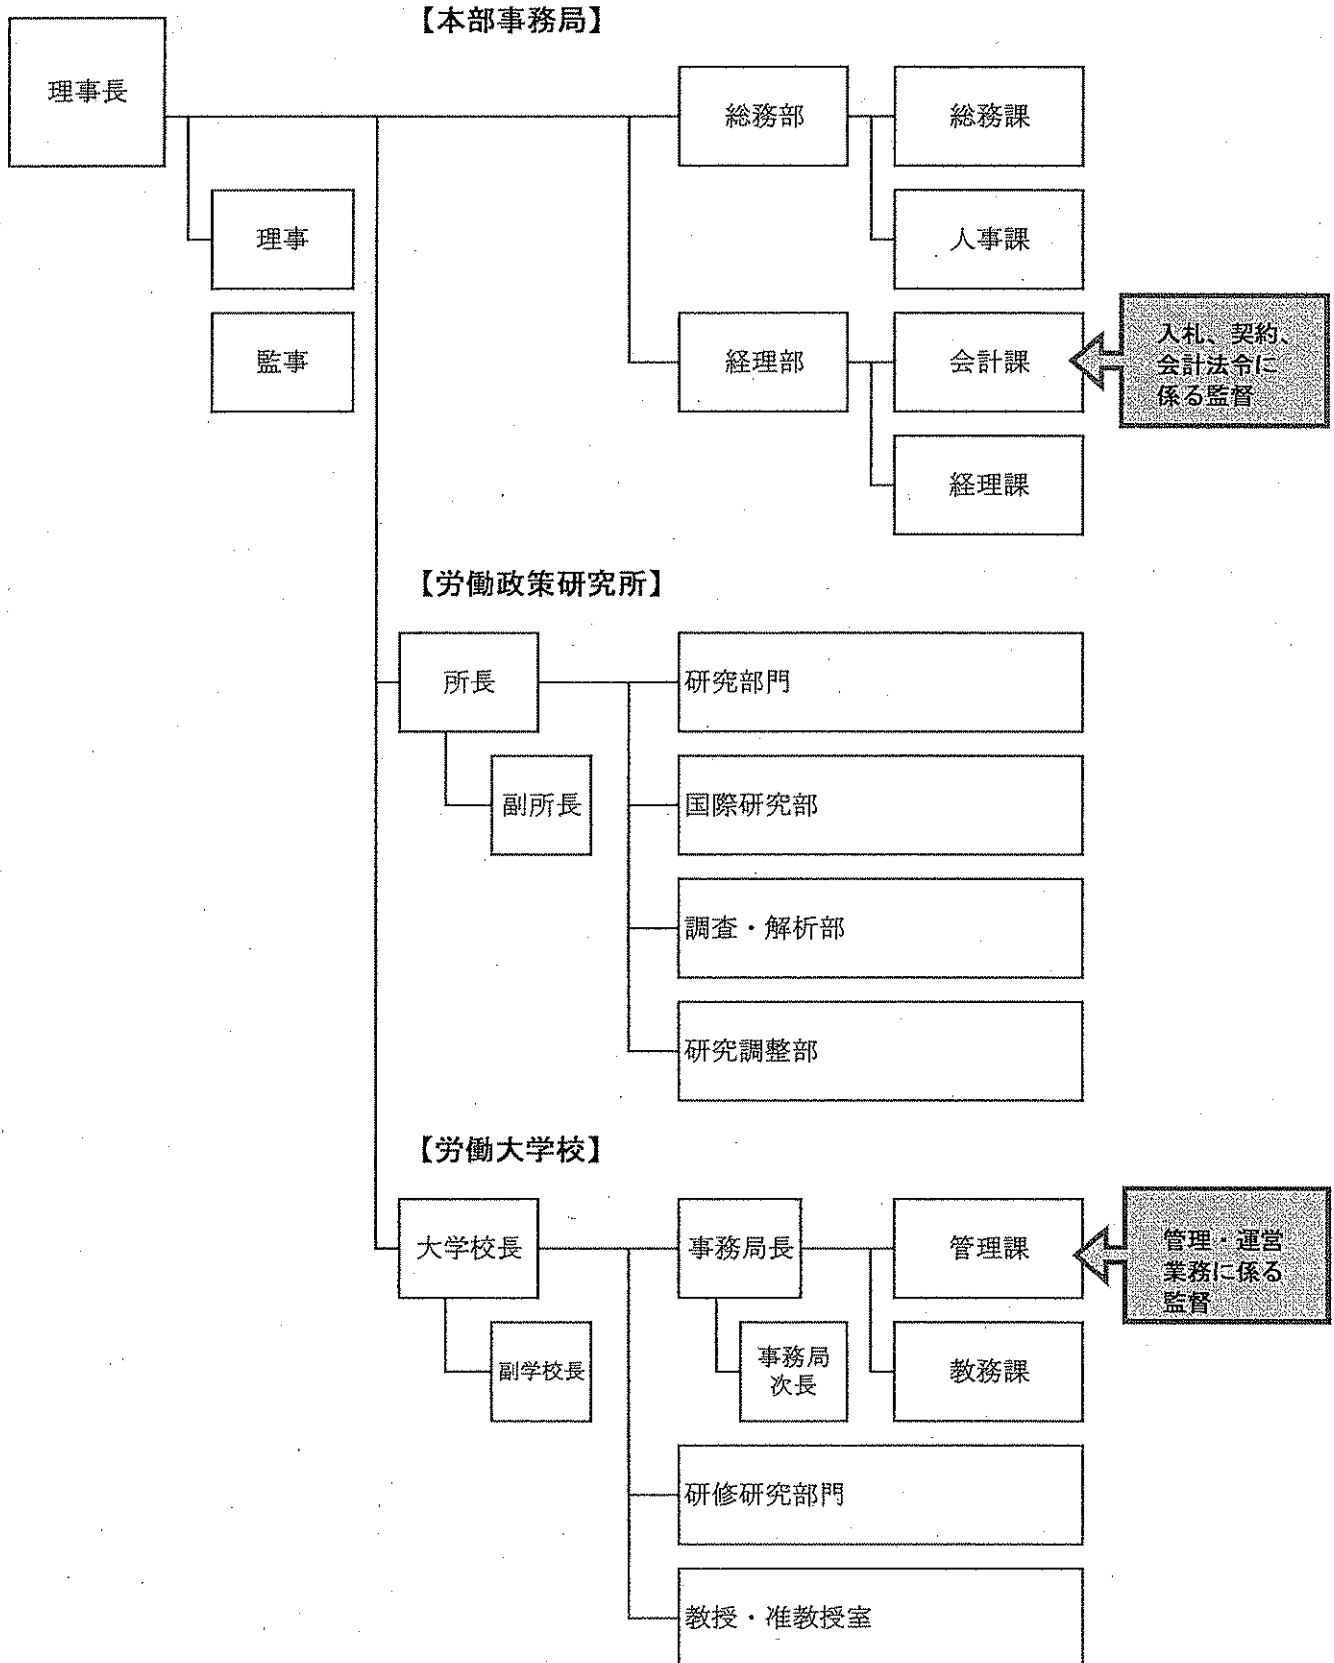 【本部事務局】
理事長
総務部
総務課
理事
人事課
監事
経理部
会計課
入札、契約、
会計法令に
係る監督
経理課
【労働政策研究所】
所長
研究部門
副所長
国際研究部
調査・解析部
研究調整部
【労働大学校】
大学校長
事務局長
管理課
管理・運営
業務に係る
監督
副学校長
事務局
次長
教務課
研修研究部門
教授・准教授室